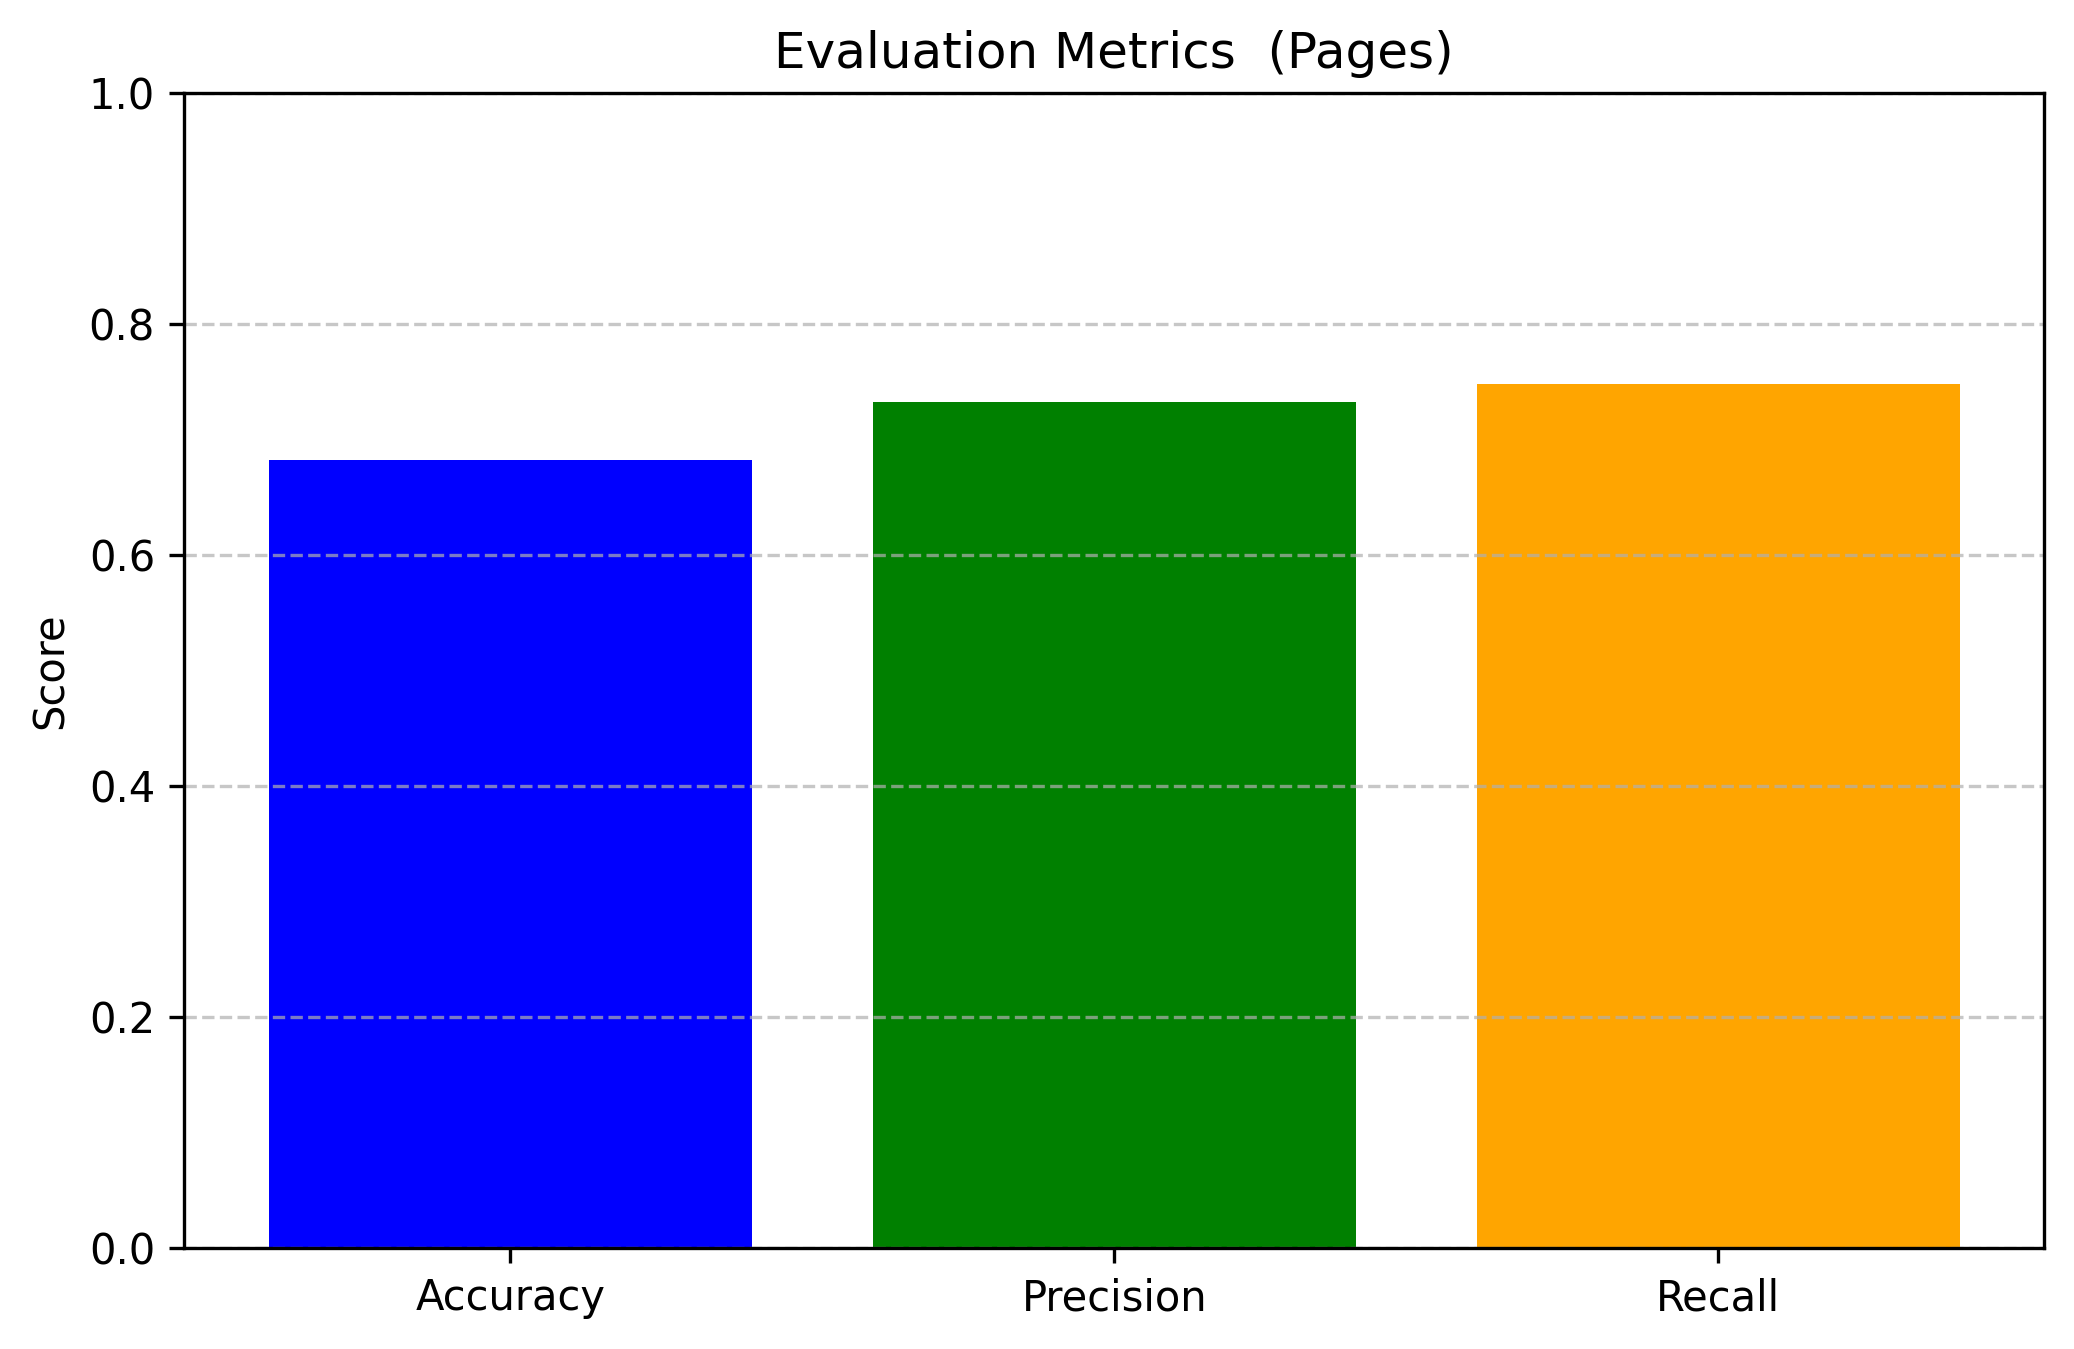 Evaluation Metrics  (Pages)
1.0
0.8
0.6
0.4
0.2
0.0
Score
Accuracy
Precision
Recall